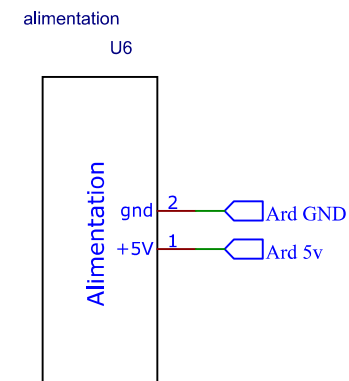 alimentation
U6
Alimentation
gnd 2 Ard GND
+5V 1 Ard 5v